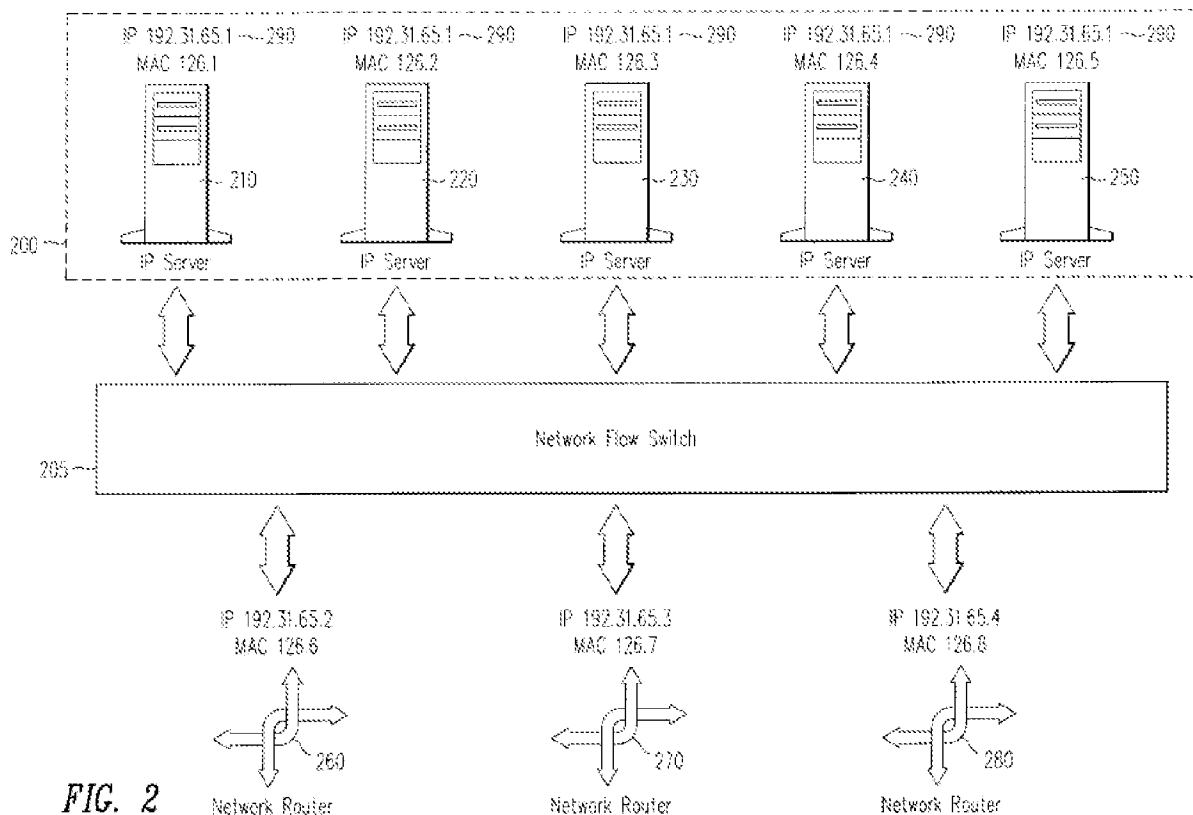 IP 192.31.65.1 290 IP 192.31.65.1 290 IP 192.31.65.1 290 IP 192.31.65.1 290 IP 192.31.65.1 290
MAC 126.1 MAC 126.2 MAC 126.3 MAC 126.4 MAC 126.5
210 220 230 240 250
200
IP Server IP Server IP Server IP Server IP Server
Network Flow Switch
205
IP 192.31.65.2 IP 192.31.65.3 IP 192.31.65.4
MAC 126.6 MAC 126.7 MAC 126.8
260 270 280
FIG. 2 Network Router Network Router Network Router